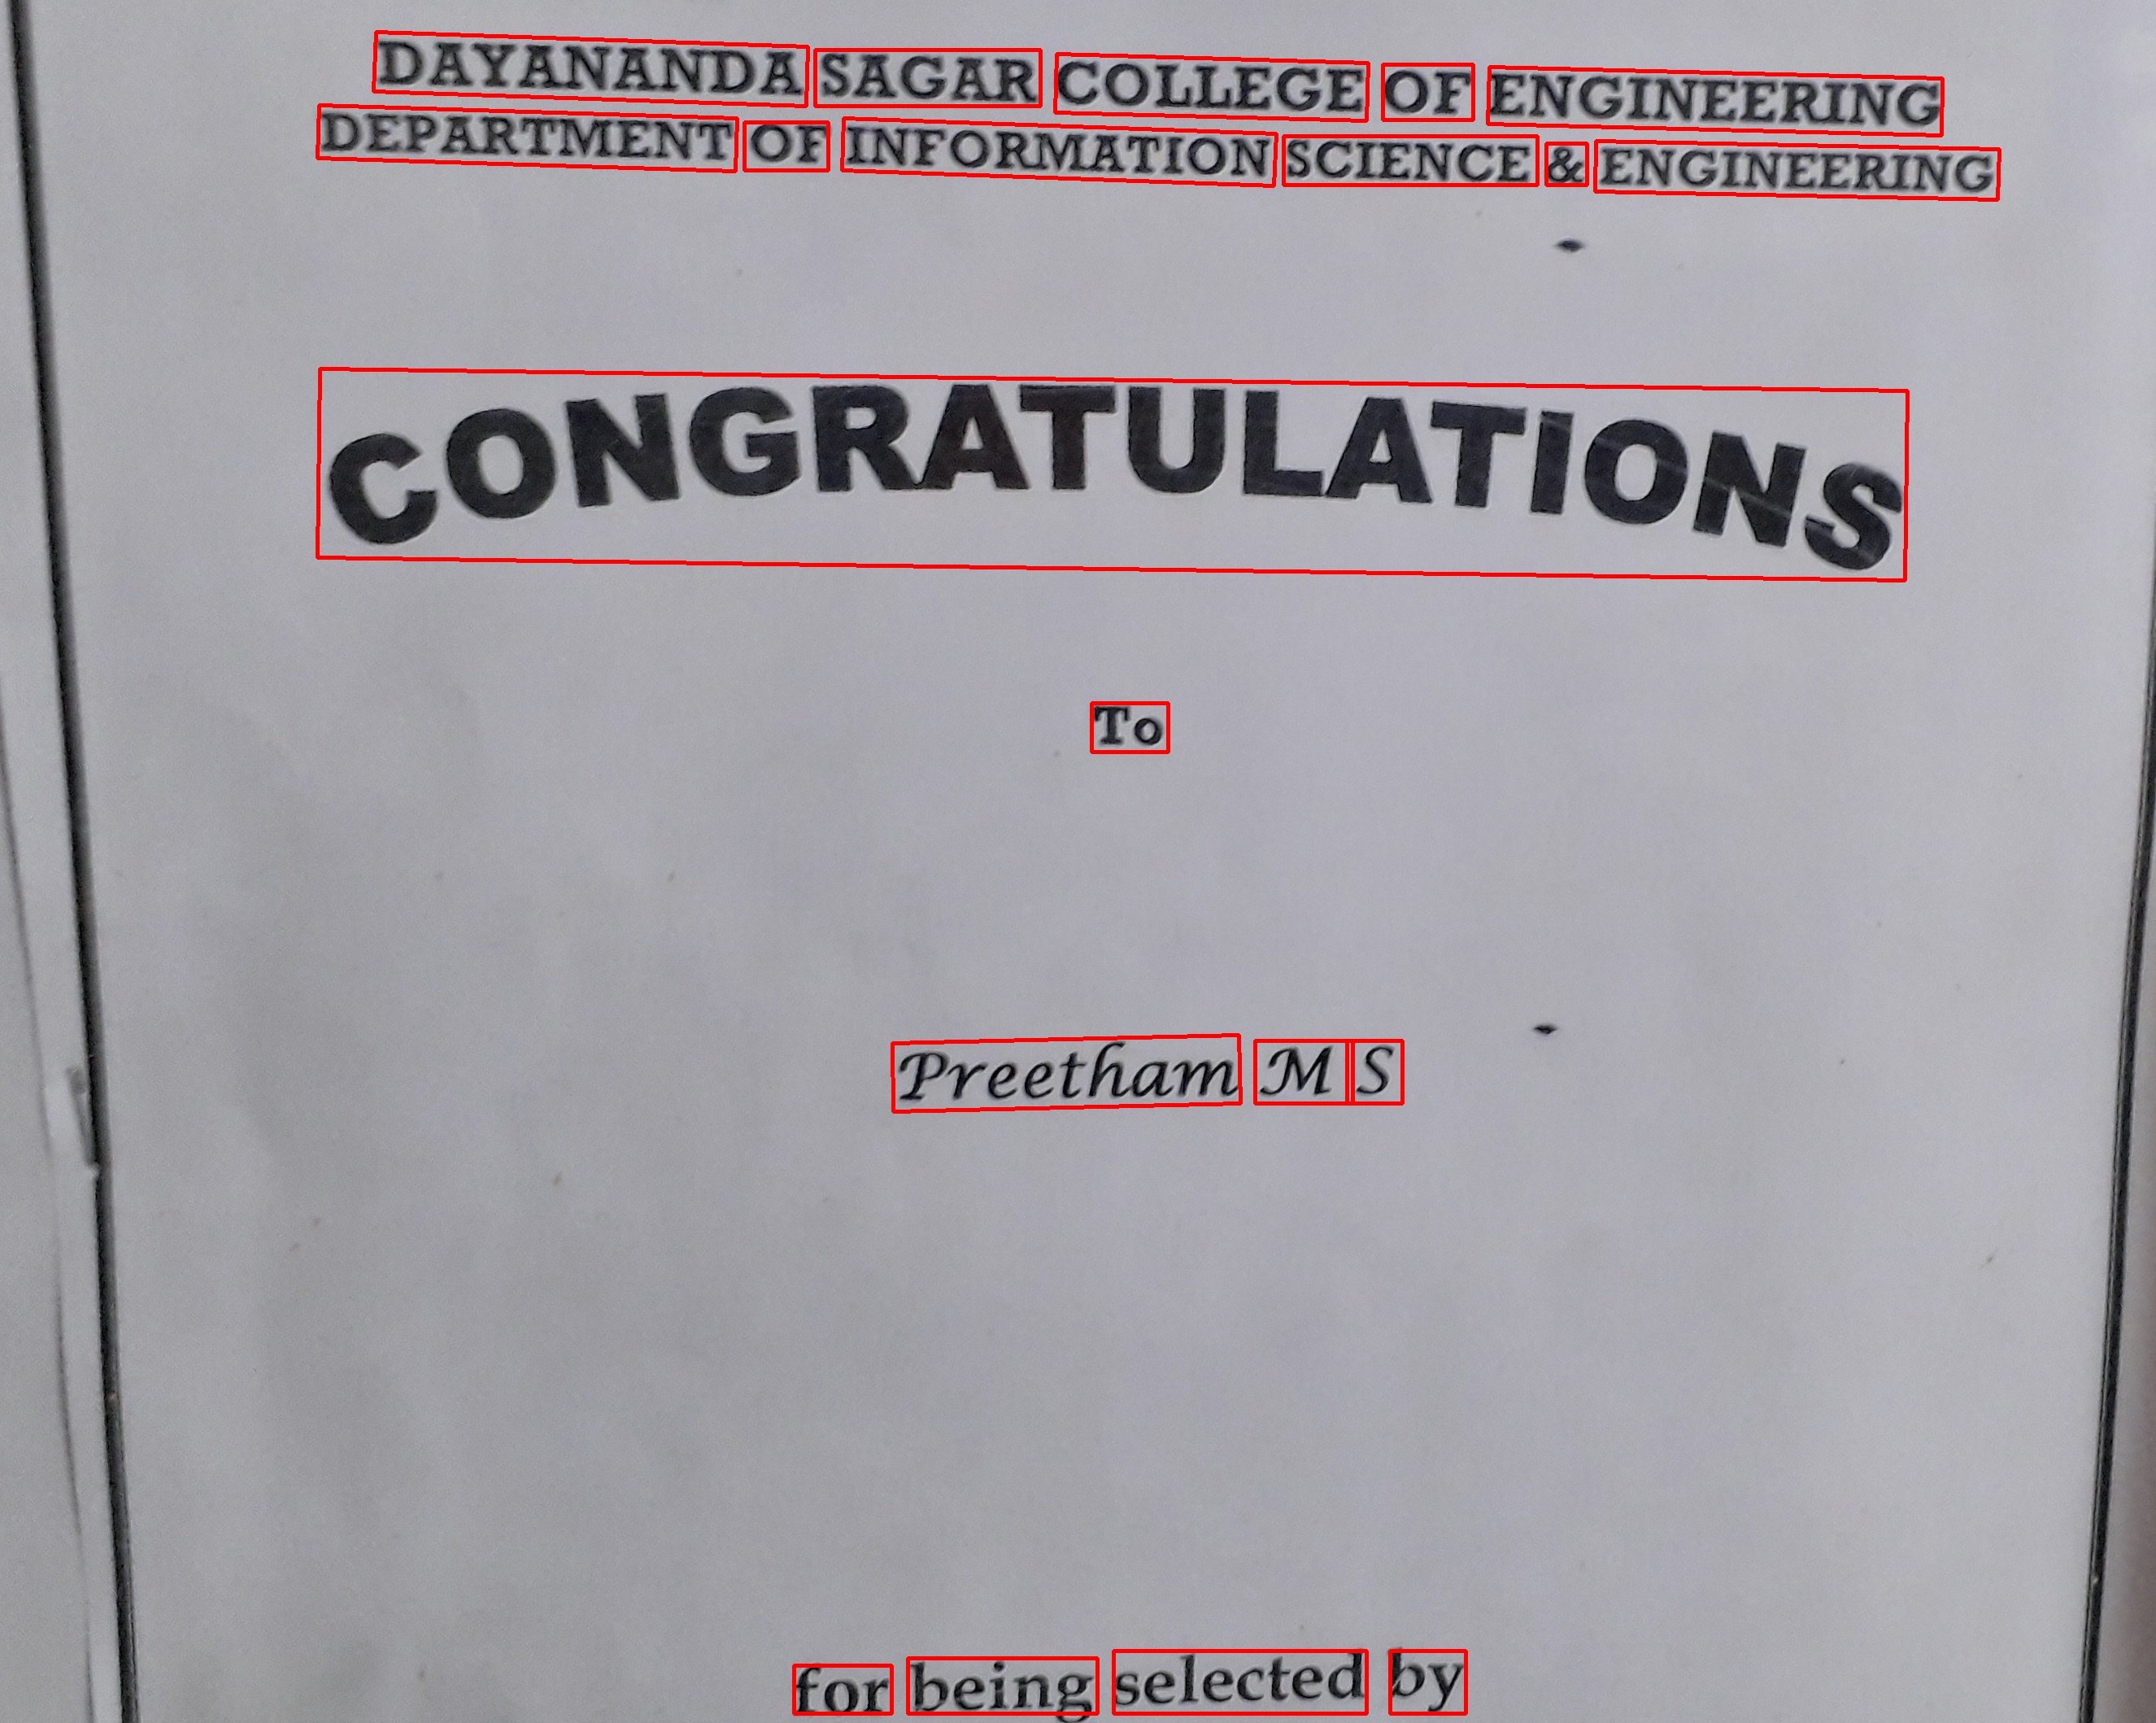 DAYANANDA SAGAR COLLEGE OF ENGINEERING
DEPARTMENT OF INFORMATION SCIENCE & ENGINEERING
CONGRATULATIONS
To
Preetham M S
for being selected by